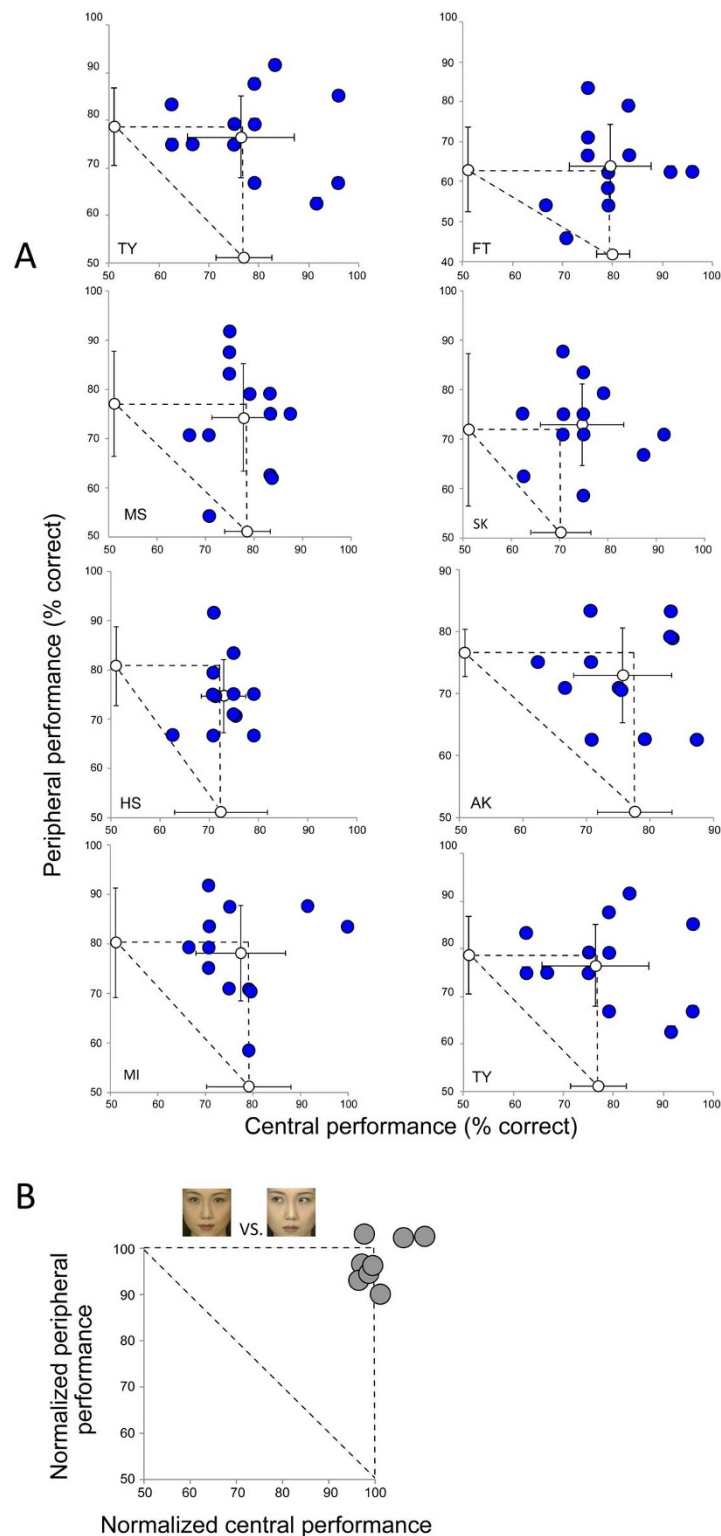 A
Peripheral performance (% correct)
100
90
80
70
60
50
TY
50 60 70 80 90 100
100
90
80
70
60
50
40
FT
50 60 70 80 90 100
100
90
80
70
60
50
MS
50 60 70 80 90 100
100
90
80
70
60
50
SK
50 60 70 80 90 100
100
90
80
70
60
50
HS
50 60 70 80 90 100
90
80
70
60
50
AK
50 60 70 80 90
100
90
80
70
60
50
MI
50 60 70 80 90 100
100
90
80
70
60
50
TY
50 60 70 80 90 100
Central performance (% correct)
B
VS.
Normalized peripheral
performance
100
90
80
70
60
50
50 60 70 80 90 100
Normalized central performance